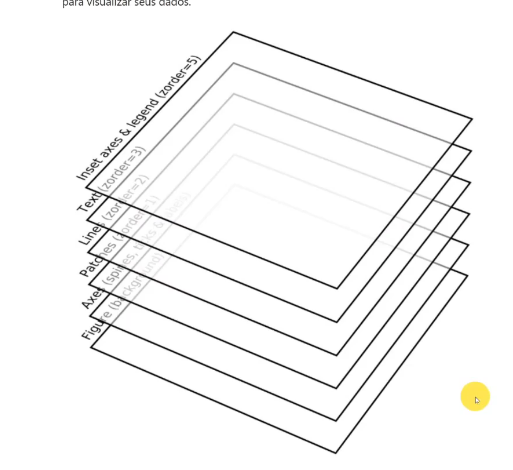 para visualizar seus dados.
Inset axes & legend (zorder=5)
Text (zorder=3)
Lines (zorder=2)
Patches (zorder=1)
Axes (spines, ticks & labels)
Figure (background)